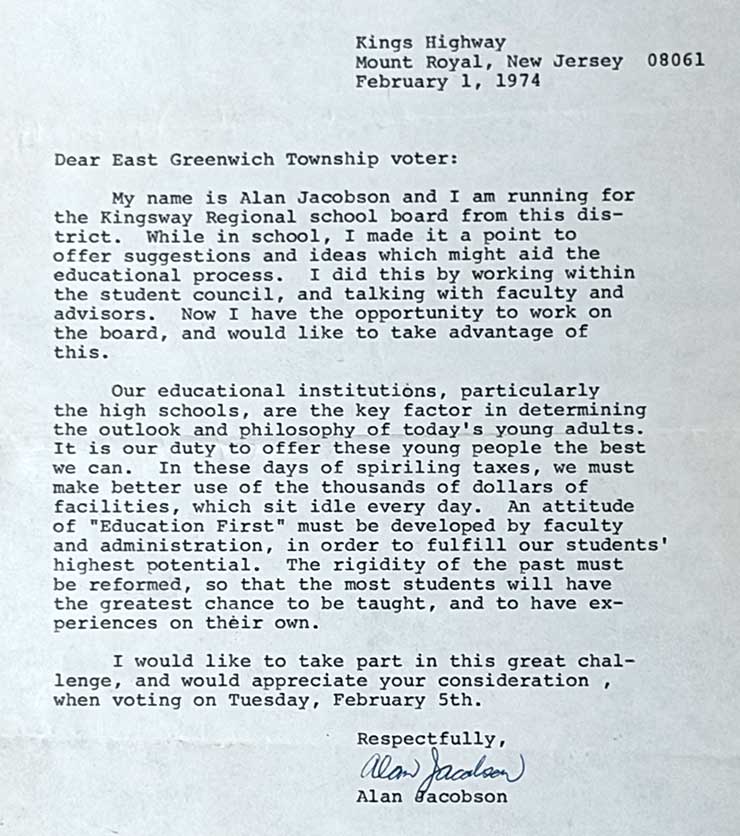 Kings Highway
Mount Royal, New Jersey 08061
February 1, 1974
Dear East Greenwich Township voter:
My name is Alan Jacobson and I am running for
the Kingsway Regional school board from this dis-
trict. While in school, I made it a point to
offer suggestions and ideas which might aid the
educational process. I did this by working within
the student council, and talking with faculty and
advisors. Now I have the opportunity to work on
the board, and would like to take advantage of
this.
Our educational institutions, particularly
the high schools, are the key factor in determining
the outlook and philosophy of today's young adults.
It is our duty to offer these young people the best
we can. In these days of spiriling taxes, we must
make better use of the thousands of dollars of
facilities, which sit idle every day. An attitude
of "Education First" must be developed by faculty
and administration, in order to fulfill our students'
highest potential. The rigidity of the past must
be reformed, so that the most students will have
the greatest chance to be taught, and to have ex-
periences on their own.
I would like to take part in this great chal-
lenge, and would appreciate your consideration ,
when voting on Tuesday, February 5th.
Respectfully,
Alan Jacobson
Alan Jacobson